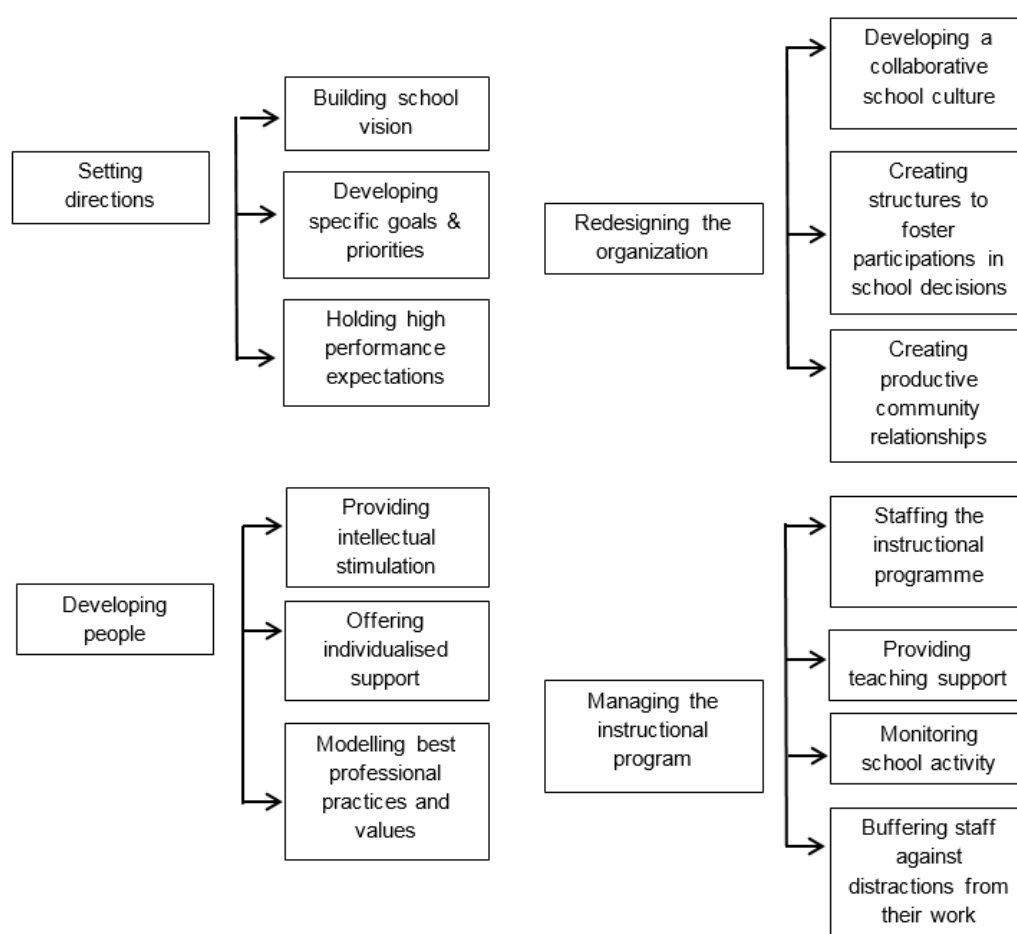 Setting
directions
Building school
vision
Developing
specific goals &
priorities
Holding high
performance
expectations
Redesigning the
organization
Developing a
collaborative
school culture
Creating
structures to
foster
participations in
school decisions
Creating
productive
community
relationships
Developing
people
Providing
intellectual
stimulation
Offering
individualised
support
Modelling best
professional
practices and
values
Managing the
instructional
program
Staffing the
instructional
programme
Providing
teaching support
Monitoring
school activity
Buffering staff
against
distractions from
their work